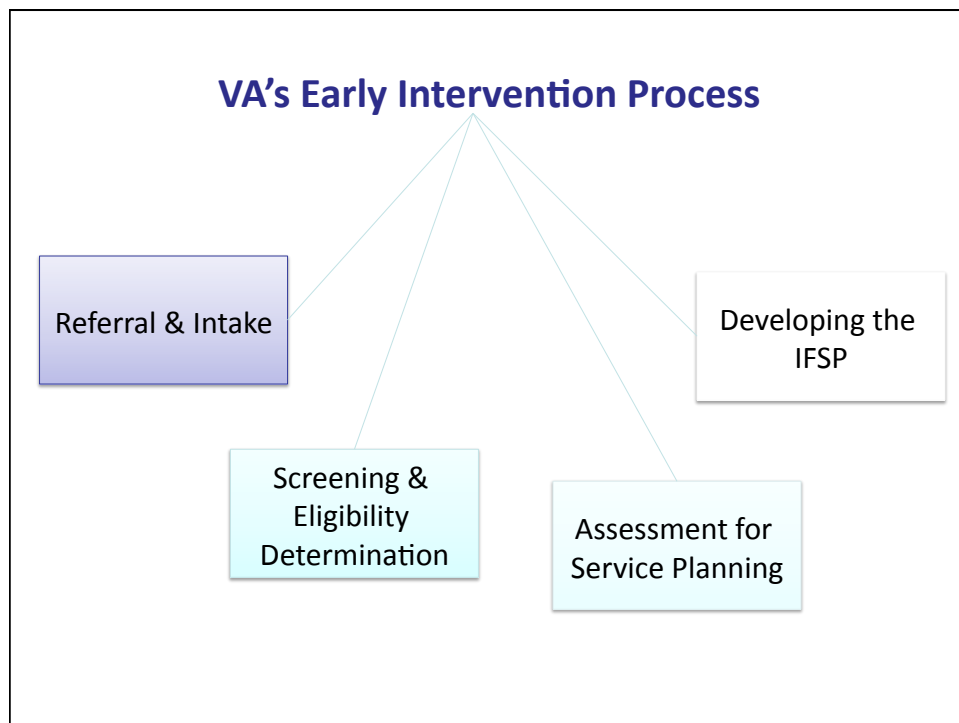 VA’s Early Intervention Process
Referral & Intake
Developing the
IFSP
Screening &
Eligibility
Determination
Assessment for
Service Planning